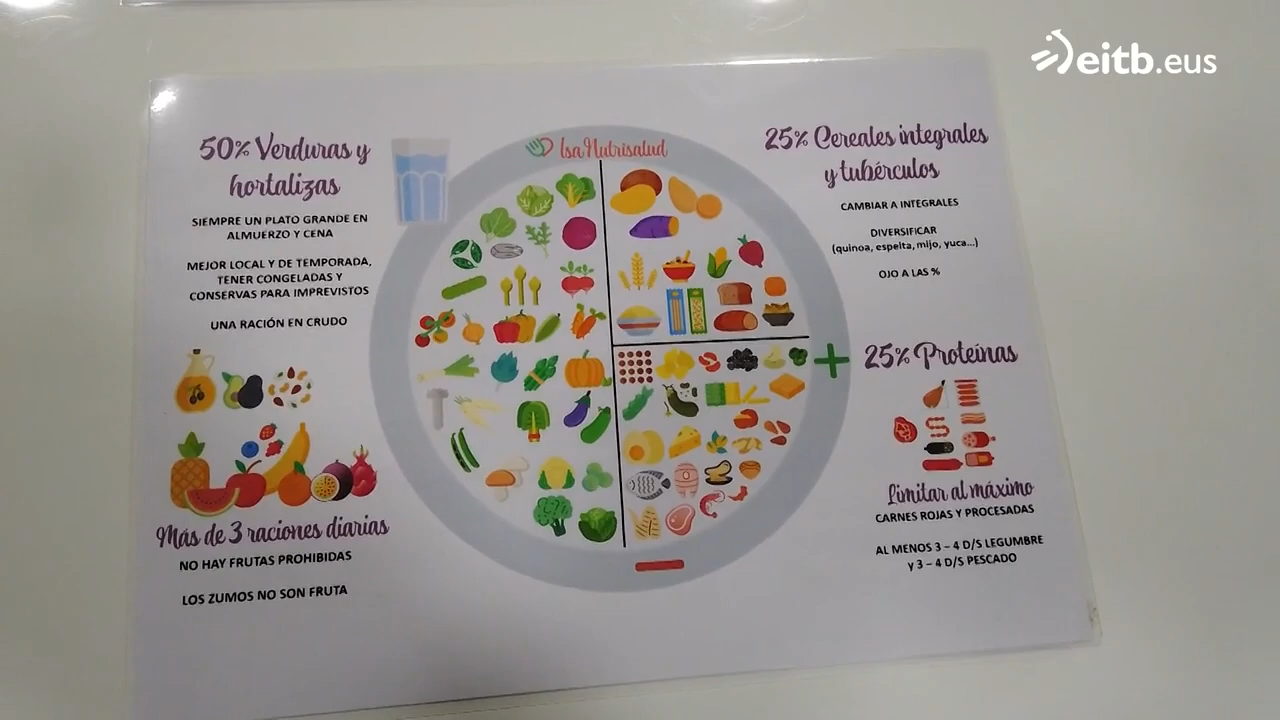 eitb.eus
Isa Nutrisalud
50% Verduras y
hortalizas
SIEMPRE UN PLATO GRANDE EN
ALMUERZO Y CENA
MEJOR LOCAL Y DE TEMPORADA,
TENER CONGELADAS Y
CONSERVAS PARA IMPREVISTOS
UNA RACIÓN EN CRUDO
Más de 3 raciones diarias
NO HAY FRUTAS PROHIBIDAS
LOS ZUMOS NO SON FRUTA
25% Cereales integrales
y tubérculos
CAMBIAR A INTEGRALES
DIVERSIFICAR
(quinoa, espelta, mijo, yuca...)
OJO A LAS %
+
25% Proteínas
Limitar al máximo
CARNES ROJAS Y PROCESADAS
AL MENOS 3 – 4 D/S LEGUMBRE
y 3 – 4 D/S PESCADO